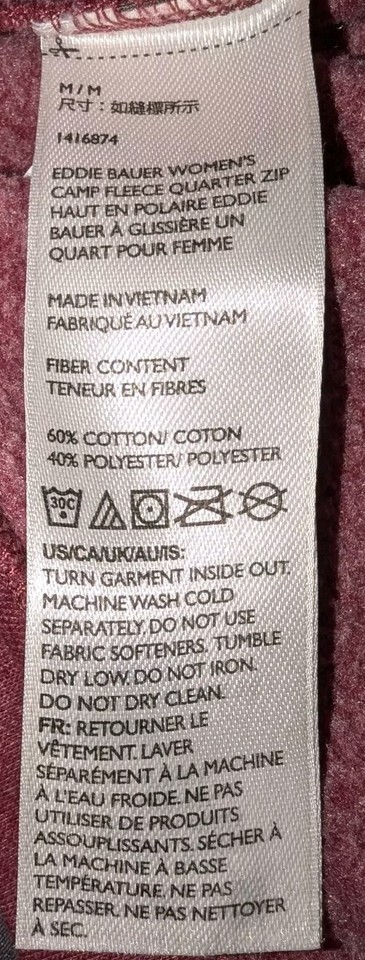 M / M
尺寸：如縫標所示
1416874
EDDIE BAUER WOMEN'S
CAMP FLEECE QUARTER ZIP
HAUT EN POLAIRE EDDIE
BAUER À GLISSIÈRE UN
QUART POUR FEMME
MADE IN VIETNAM
FABRIQUÉ AU VIETNAM
FIBER CONTENT
TENEUR EN FIBRES
60% COTTON/ COTON
40% POLYESTER/ POLYESTER
30C
US/CA/UK/AU/IS:
TURN GARMENT INSIDE OUT.
MACHINE WASH COLD
SEPARATELY. DO NOT USE
FABRIC SOFTENERS. TUMBLE
DRY LOW. DO NOT IRON.
DO NOT DRY CLEAN.
FR: RETOURNER LE
VÊTEMENT. LAVER
SÉPARÉMENT À LA MACHINE
À L'EAU FROIDE. NE PAS
UTILISER DE PRODUITS
ASSOUPLISSANTS. SÉCHER À
LA MACHINE À BASSE
TEMPÉRATURE. NE PAS
REPASSER. NE PAS NETTOYER
À SEC.